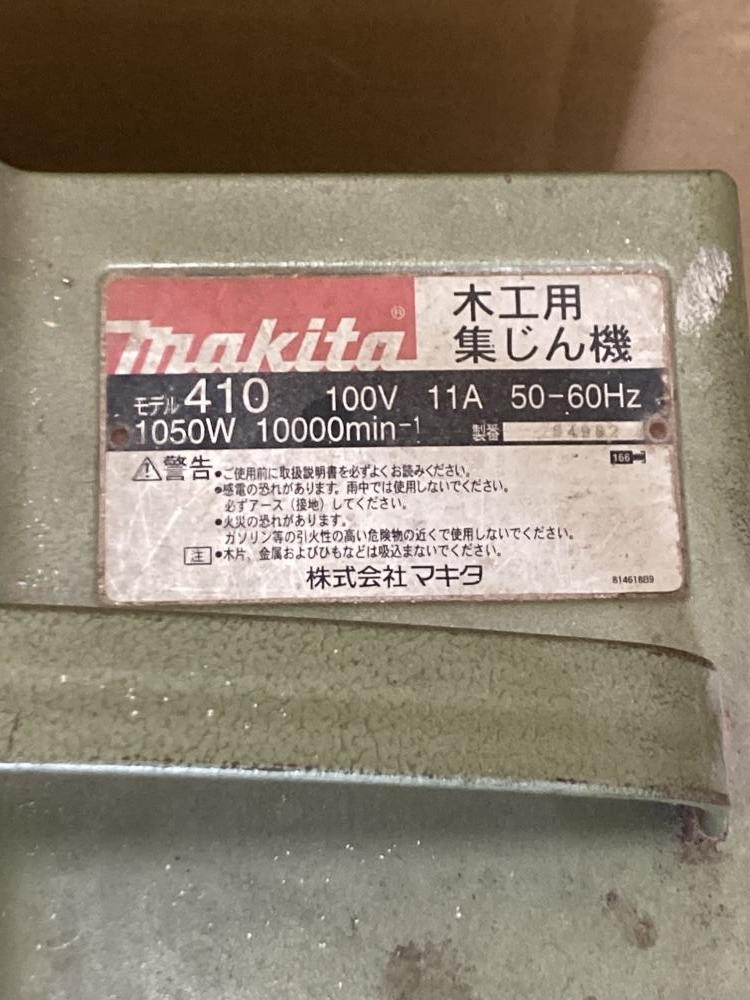 makita®
木工用
集じん機
モデル 410 100V 11A 50-60Hz
1050W 10000min⁻¹ 製番
166
⚠警告 •ご使用前に取扱説明書を必ずよくお読みください。
•感電の恐れがあります。雨中では使用しないでください。
必ずアース（接地）してください。
•火災の恐れがあります。
ガソリン等の引火性の高い危険物の近くで使用しないでください。
注 •木片、金属およびひもなどは吸込まないでください。
株式会社マキタ
814618B9